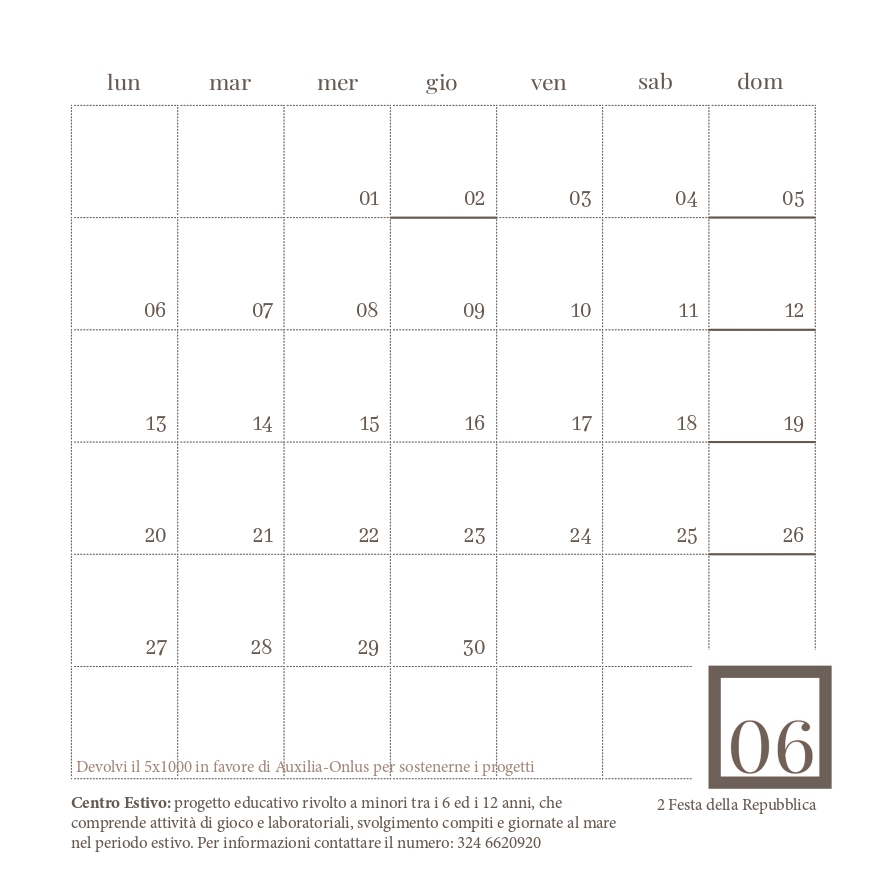 lun mar mer gio ven sab dom
01 02 03 04 05
06 07 08 09 10 11 12
13 14 15 16 17 18 19
20 21 22 23 24 25 26
27 28 29 30
06
Devolvi il 5x1000 in favore di Auxilia-Onlus per sostenerne i progetti
Centro Estivo: progetto educativo rivolto a minori tra i 6 ed i 12 anni, che
comprende attività di gioco e laboratoriali, svolgimento compiti e giornate al mare
nel periodo estivo. Per informazioni contattare il numero: 324 6620920
2 Festa della Repubblica